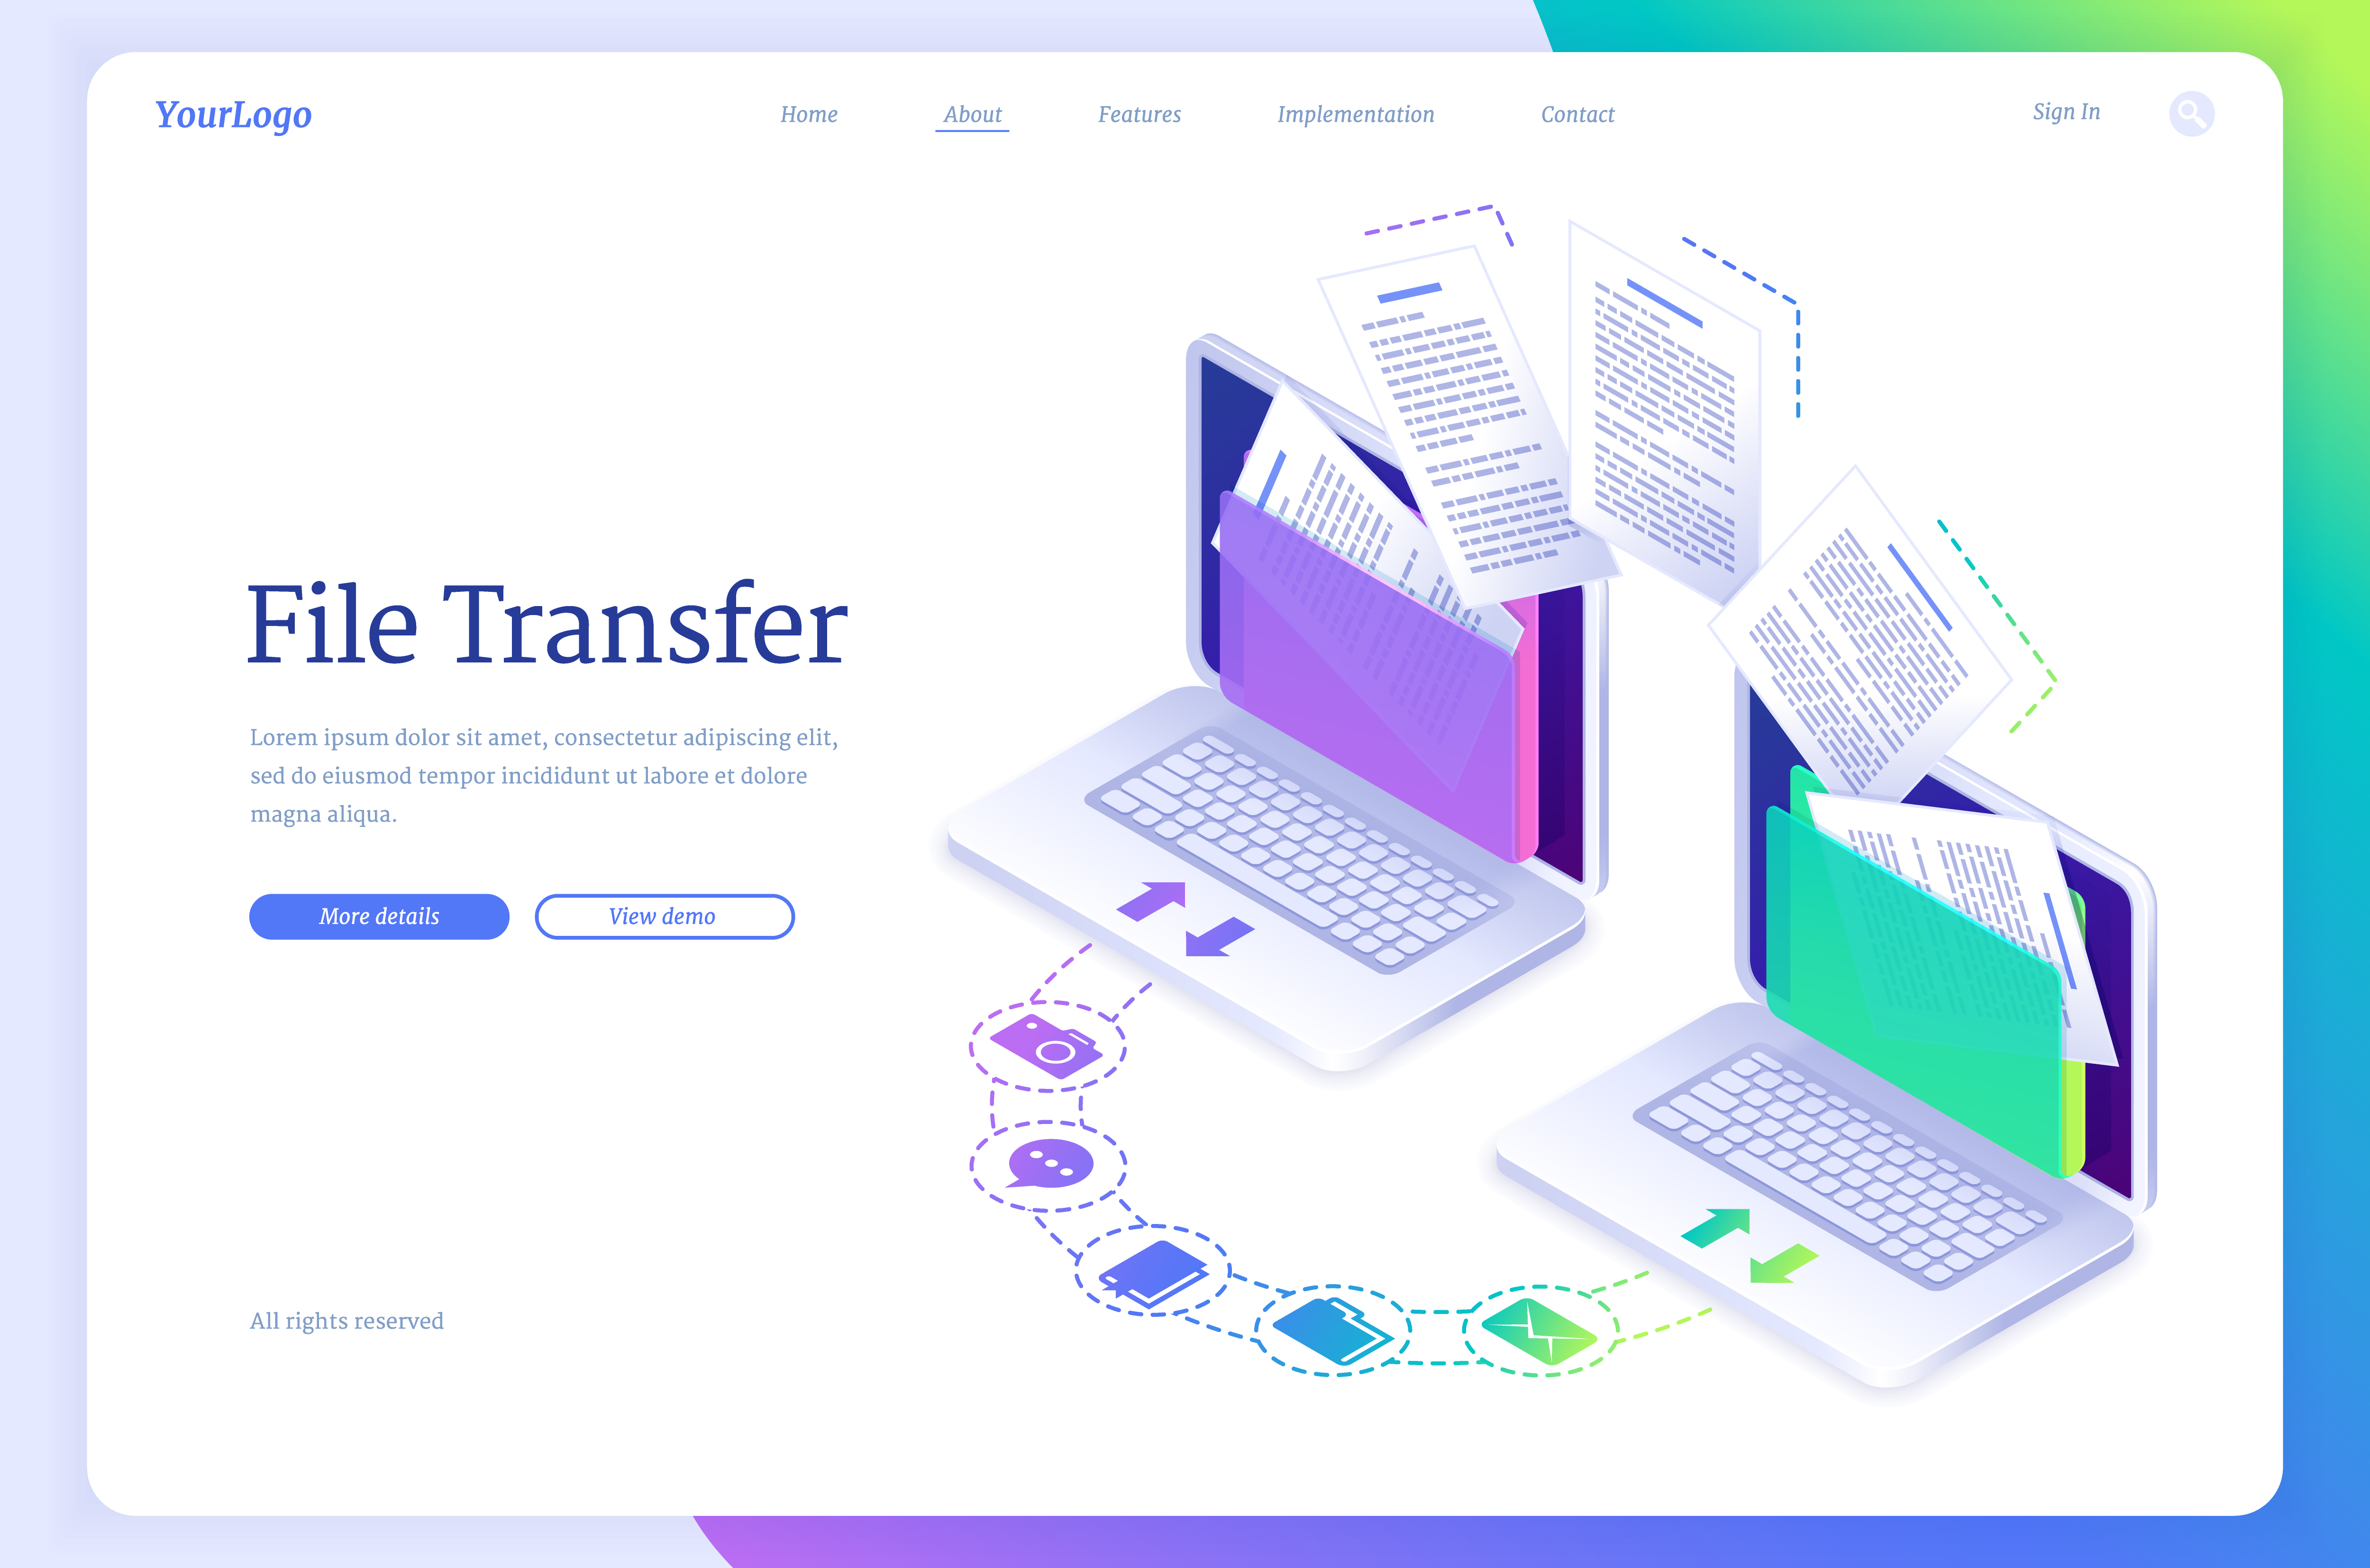 YourLogo
Home
About
Features
Implementation
Contact
Sign In
File Transfer
Lorem ipsum dolor sit amet, consectetur adipiscing elit,
sed do eiusmod tempor incididunt ut labore et dolore
magna aliqua.
More details
View demo
All rights reserved